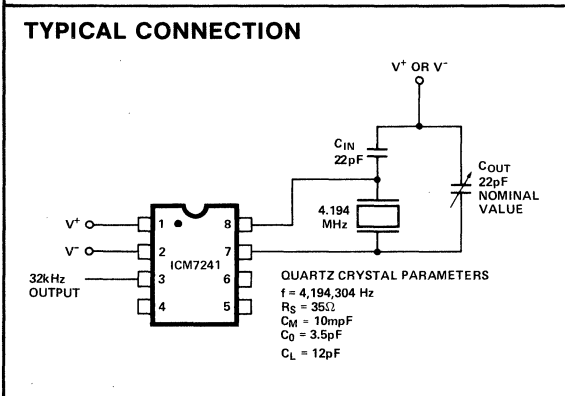 TYPICAL CONNECTION
V+ OR V-
CIN
22pF
COUT
22pF
NOMINAL
VALUE
4.194
MHz
V+
V-
32kHz
OUTPUT
1
2
3
4
ICM7241
8
7
6
5
QUARTZ CRYSTAL PARAMETERS
f = 4,194,304 Hz
RS = 35Ω
CM = 10mpF
C0 = 3.5pF
CL = 12pF